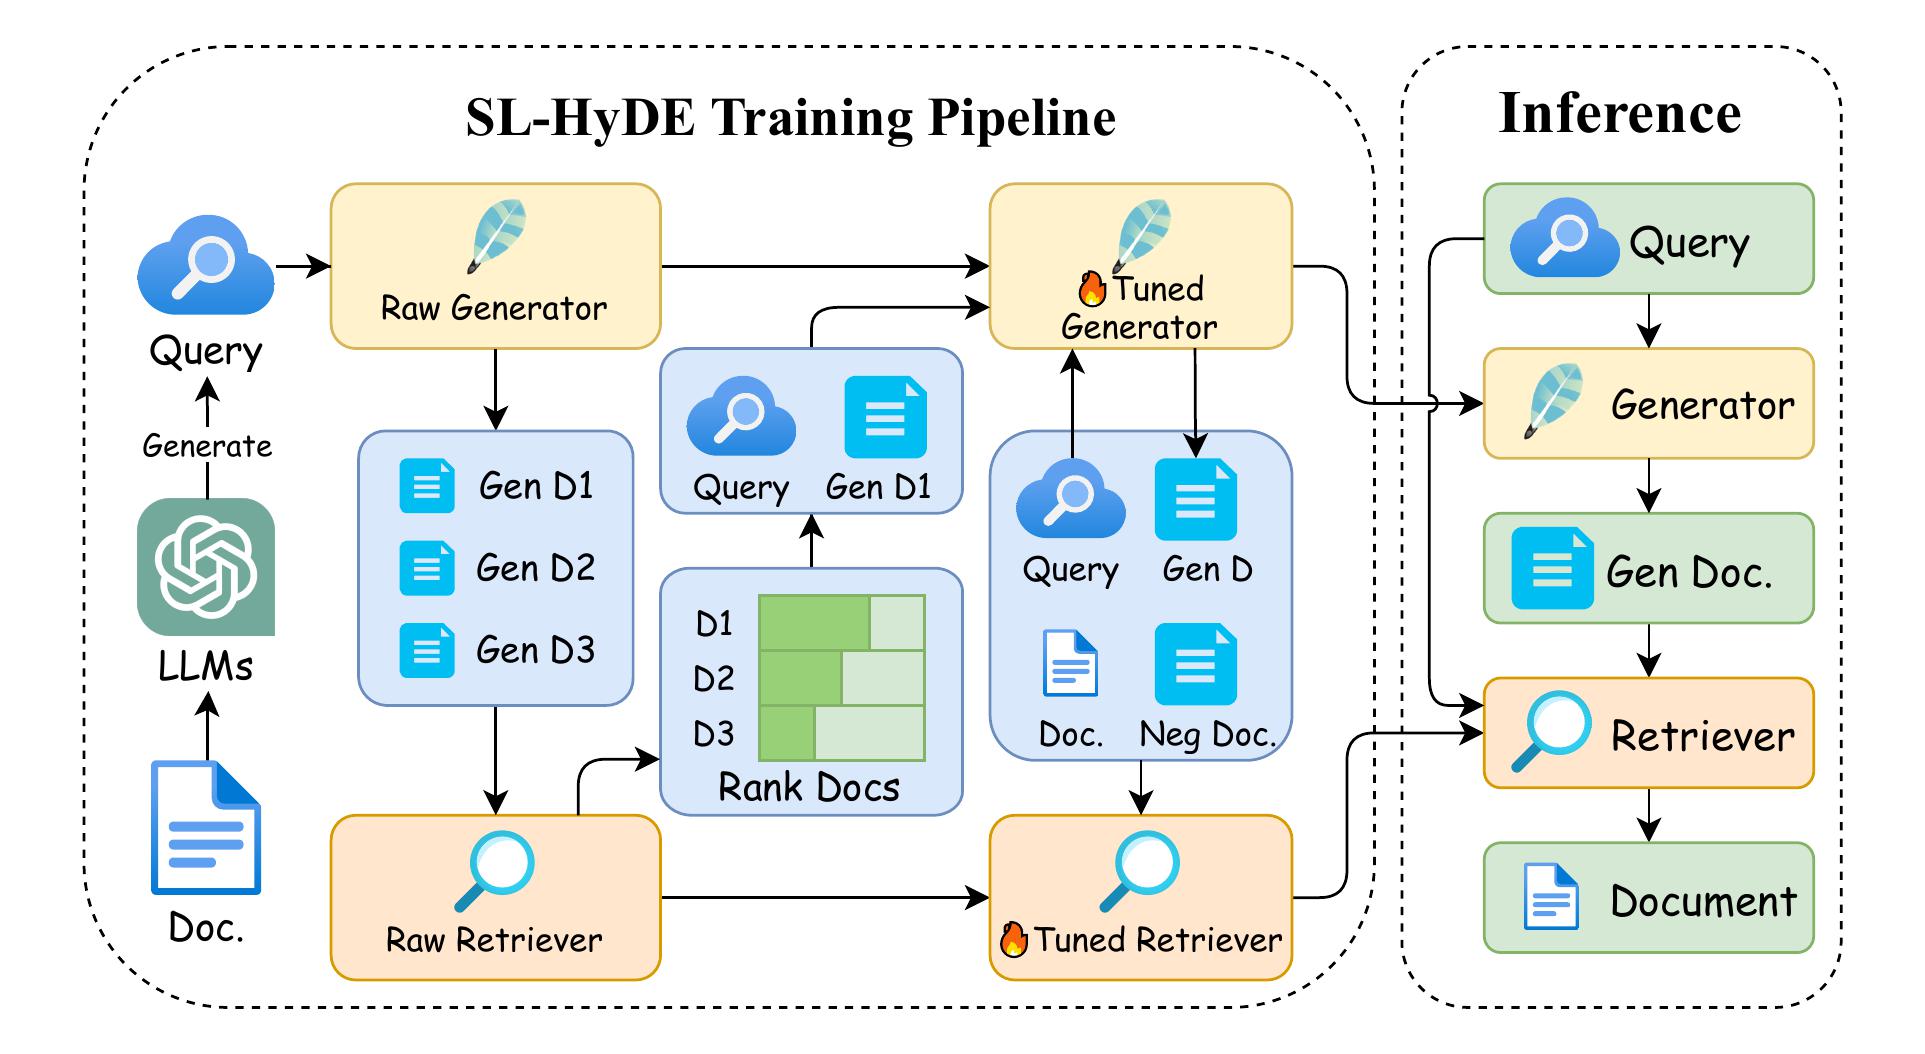 SL-HyDE Training Pipeline
Query
Generate
LLMs
Doc.
Raw Generator
Gen D1
Gen D2
Gen D3
Raw Retriever
Query
Gen D1
D1
D2
D3
Rank Docs
Tuned
Generator
Query
Gen D
Doc.
Neg Doc.
Tuned Retriever
Inference
Query
Generator
Gen Doc.
Retriever
Document